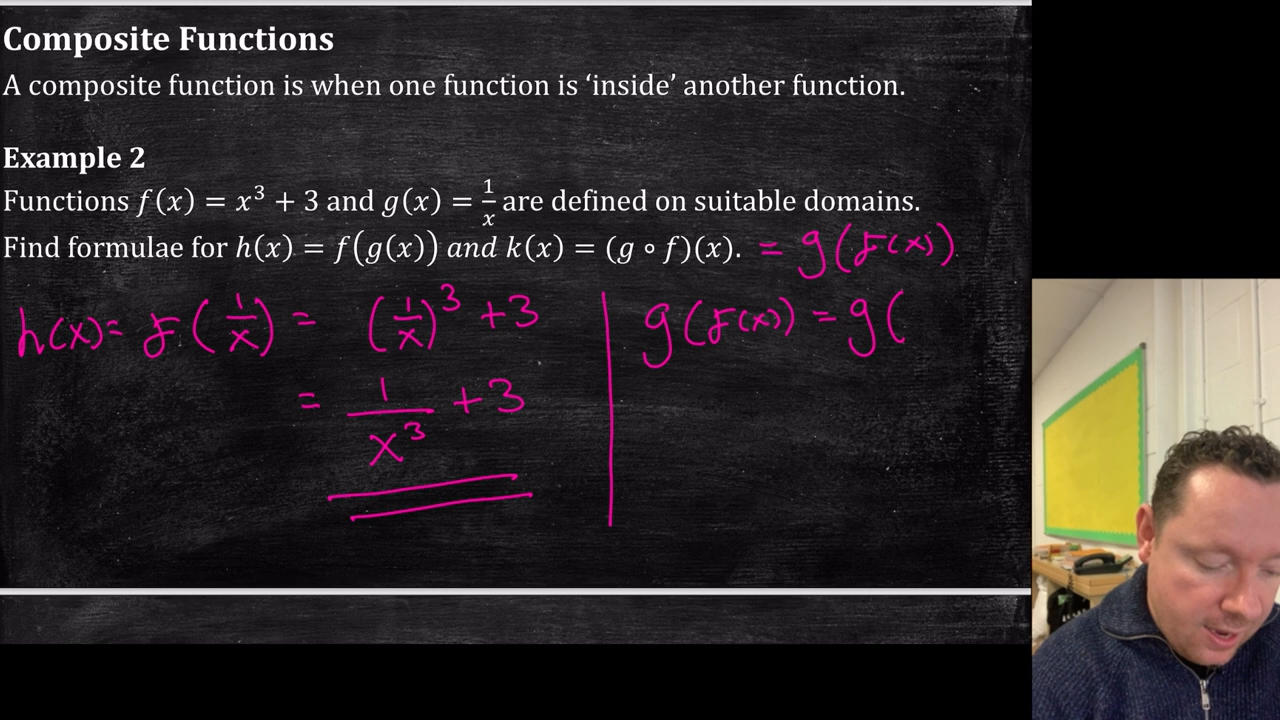 Composite Functions
A composite function is when one function is ‘inside’ another function.
Example 2
Functions f(x) = x³ + 3 and g(x) = 1/x are defined on suitable domains.
Find formulae for h(x) = f(g(x)) and k(x) = (g ∘ f)(x). = g(f(x))
h(x) = f(1/x) = (1/x)³ + 3
= 1/x³ + 3
g(f(x)) = g(